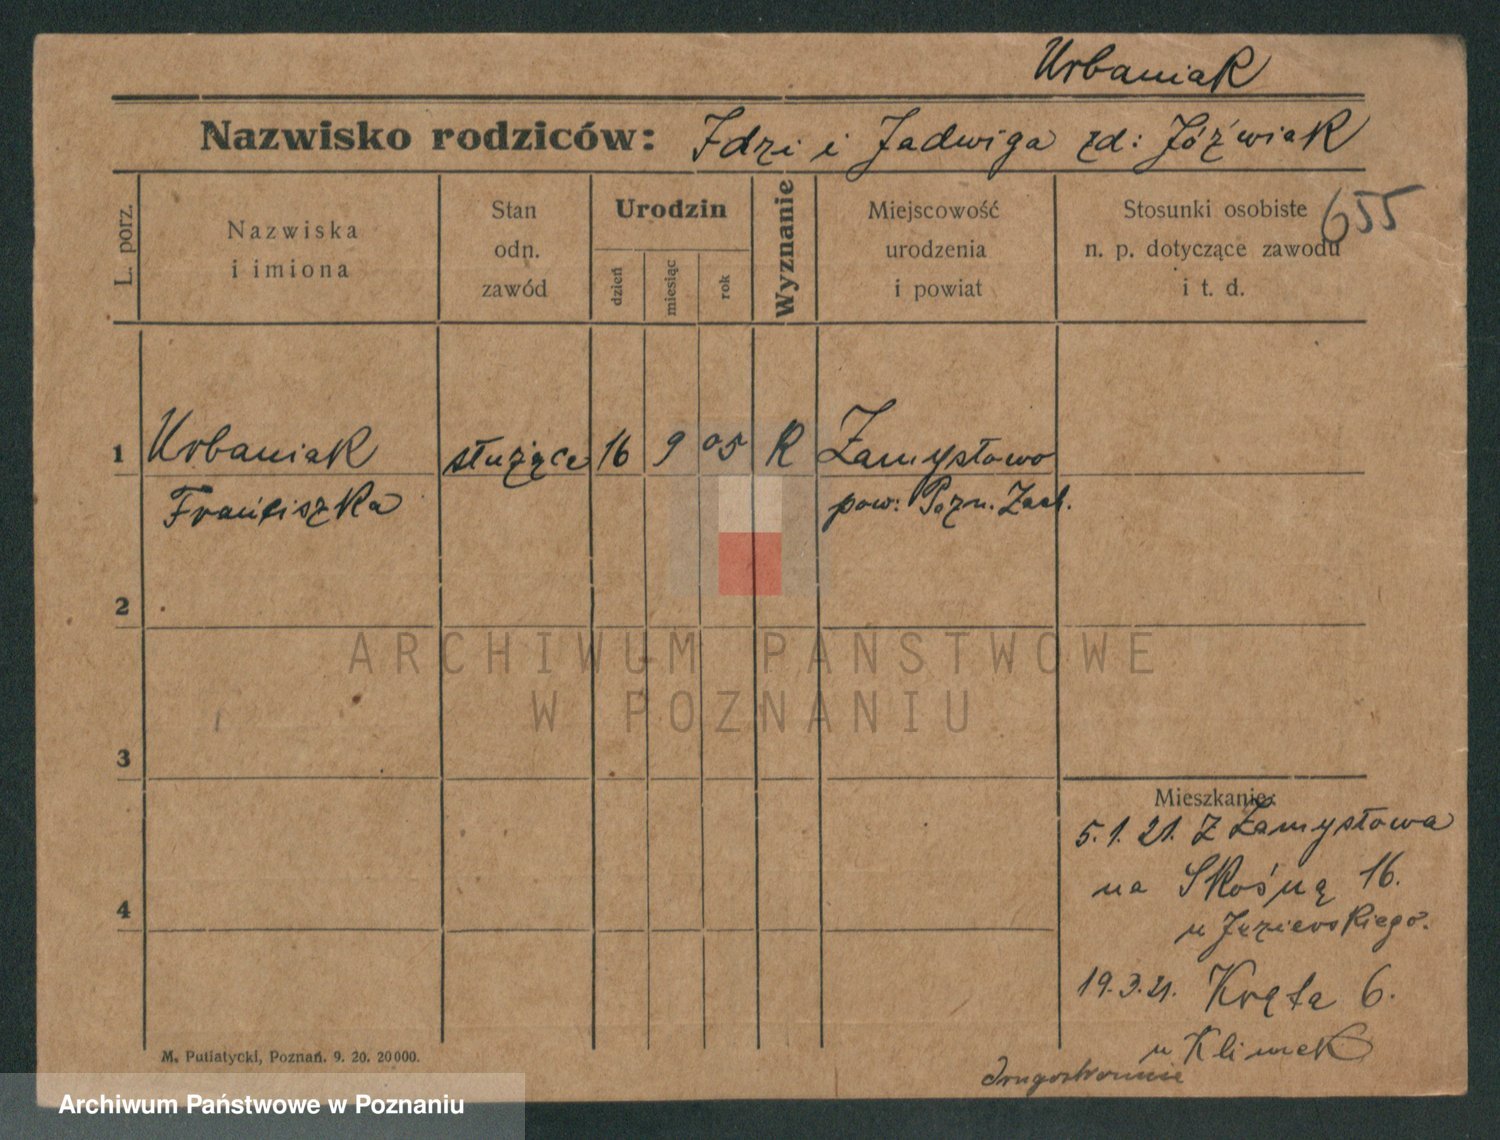 Urbaniak
Nazwisko rodziców: Idzi i Jadwiga zd: Jóźwiak
655
L. porz.
Nazwiska
i imiona
Stan
odn.
zawód
Urodzin
dzień
miesiąc
rok
Wyznanie
Miejscowość
urodzenia
i powiat
Stosunki osobiste
n. p. dotyczące zawodu
i t. d.
1 Urbaniak służące 16 9 05 R Zamysłowo
Franciszka pow: Pozn. Zach.
2
ARCHIWUM PAŃSTWOWE
W POZNANIU
3
Mieszkanie:
5.1.21. Z Zamysłowa
4
na Skośną 16.
u
19.3.21. Kręta 6.
u Klimek
M. Putiatycki, Poznań. 9. 20. 20000.
Archiwum Państwowe w Poznaniu